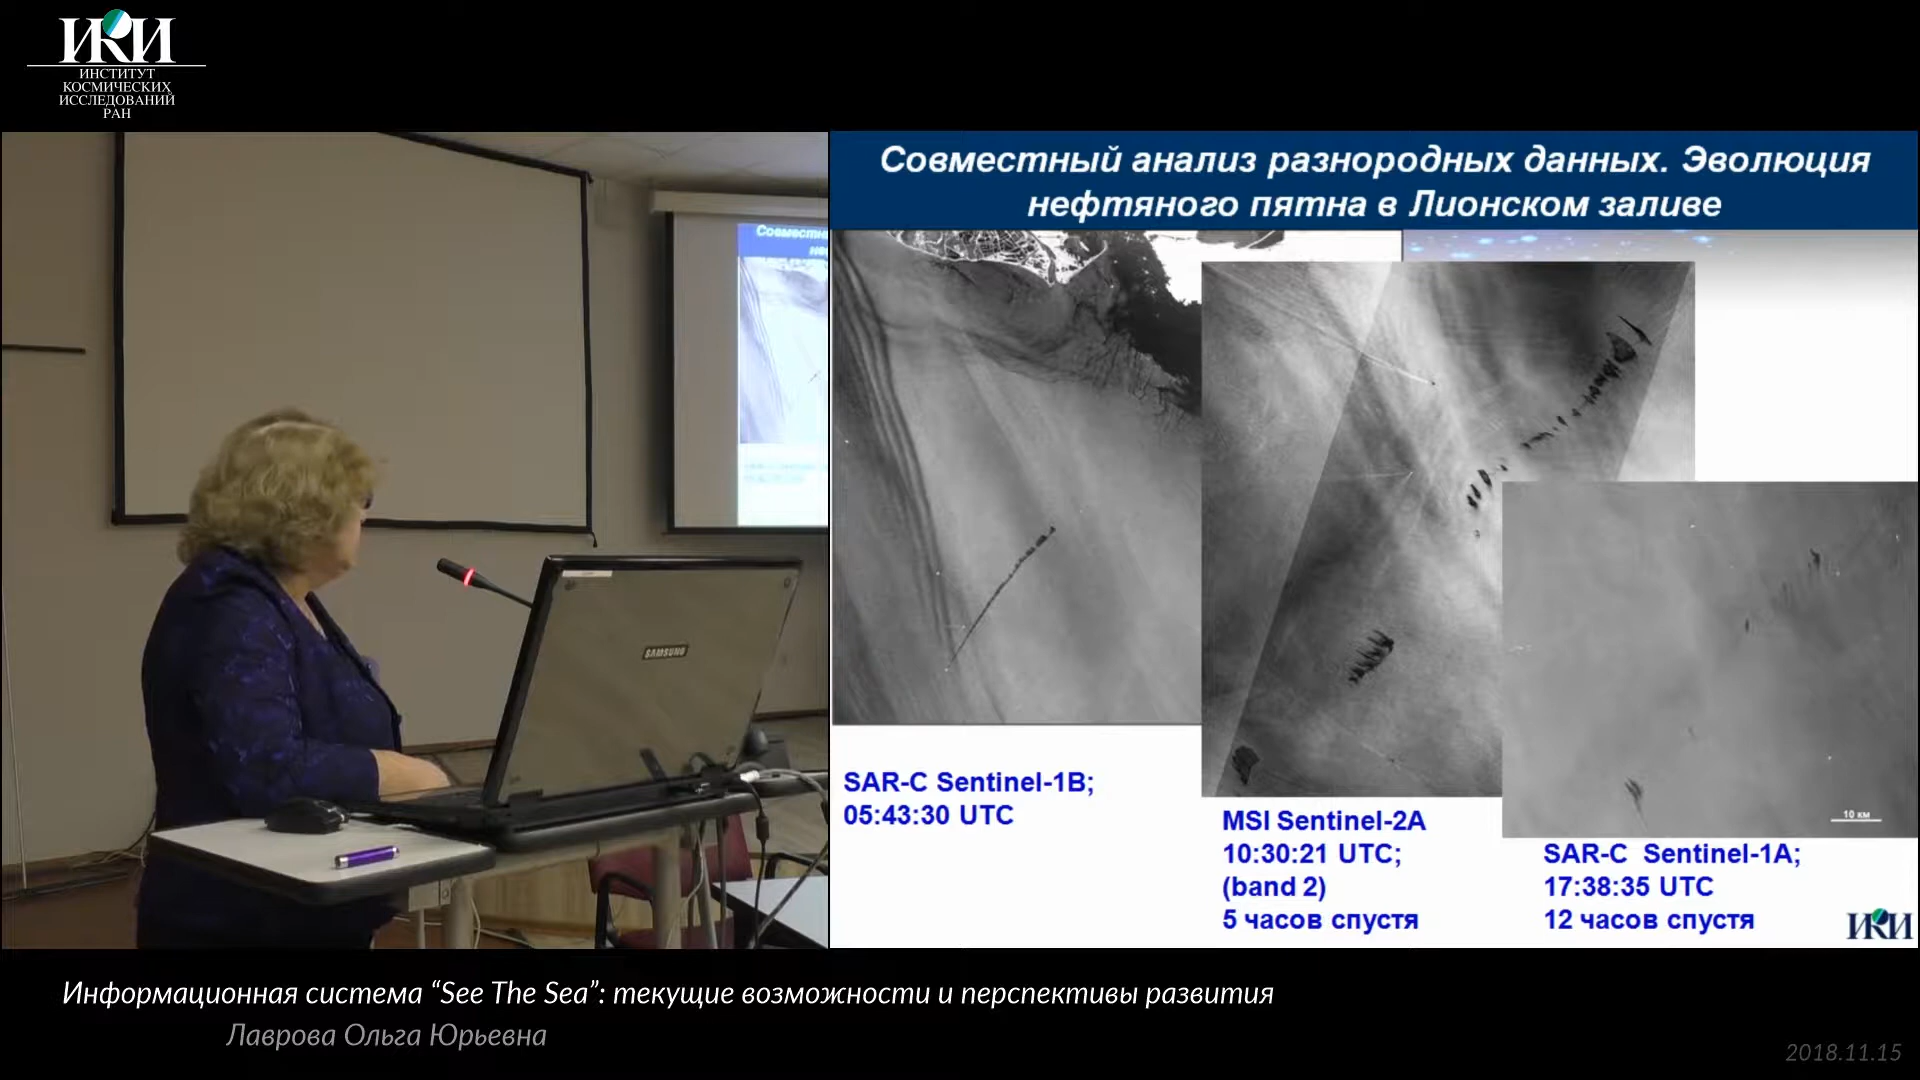 ИКИ
ИНСТИТУТ
КОСМИЧЕСКИХ
ИССЛЕДОВАНИЙ
РАН
Совместный анализ разнородных данных. Эволюция
нефтяного пятна в Лионском заливе
SAMSUNG
10 км
SAR-C Sentinel-1B;
05:43:30 UTC
MSI Sentinel-2A
10:30:21 UTC;
(band 2)
5 часов спустя
SAR-C Sentinel-1A;
17:38:35 UTC
12 часов спустя
ИКИ
Информационная система “See The Sea”: текущие возможности и перспективы развития
Лаврова Ольга Юрьевна
2018.11.15